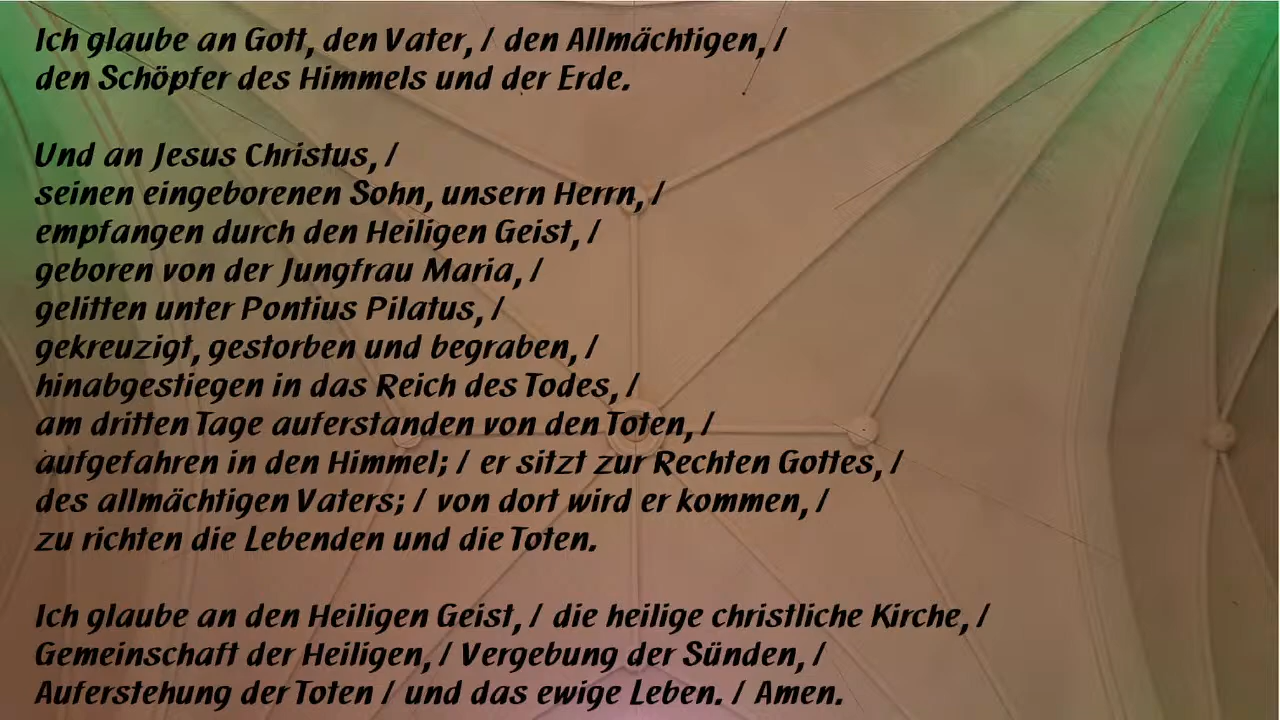 Ich glaube an Gott, den Vater, / den Allmächtigen, /
den Schöpfer des Himmels und der Erde.
Und an Jesus Christus, /
seinen eingeborenen Sohn, unsern Herrn, /
empfangen durch den Heiligen Geist, /
geboren von der Jungfrau Maria, /
gelitten unter Pontius Pilatus, /
gekreuzigt, gestorben und begraben, /
hinabgestiegen in das Reich des Todes, /
am dritten Tage auferstanden von den Toten, /
aufgefahren in den Himmel; / er sitzt zur Rechten Gottes, /
des allmächtigen Vaters; / von dort wird er kommen, /
zu richten die Lebenden und die Toten.
Ich glaube an den Heiligen Geist, / die heilige christliche Kirche, /
Gemeinschaft der Heiligen, / Vergebung der Sünden, /
Auferstehung der Toten / und das ewige Leben. / Amen.